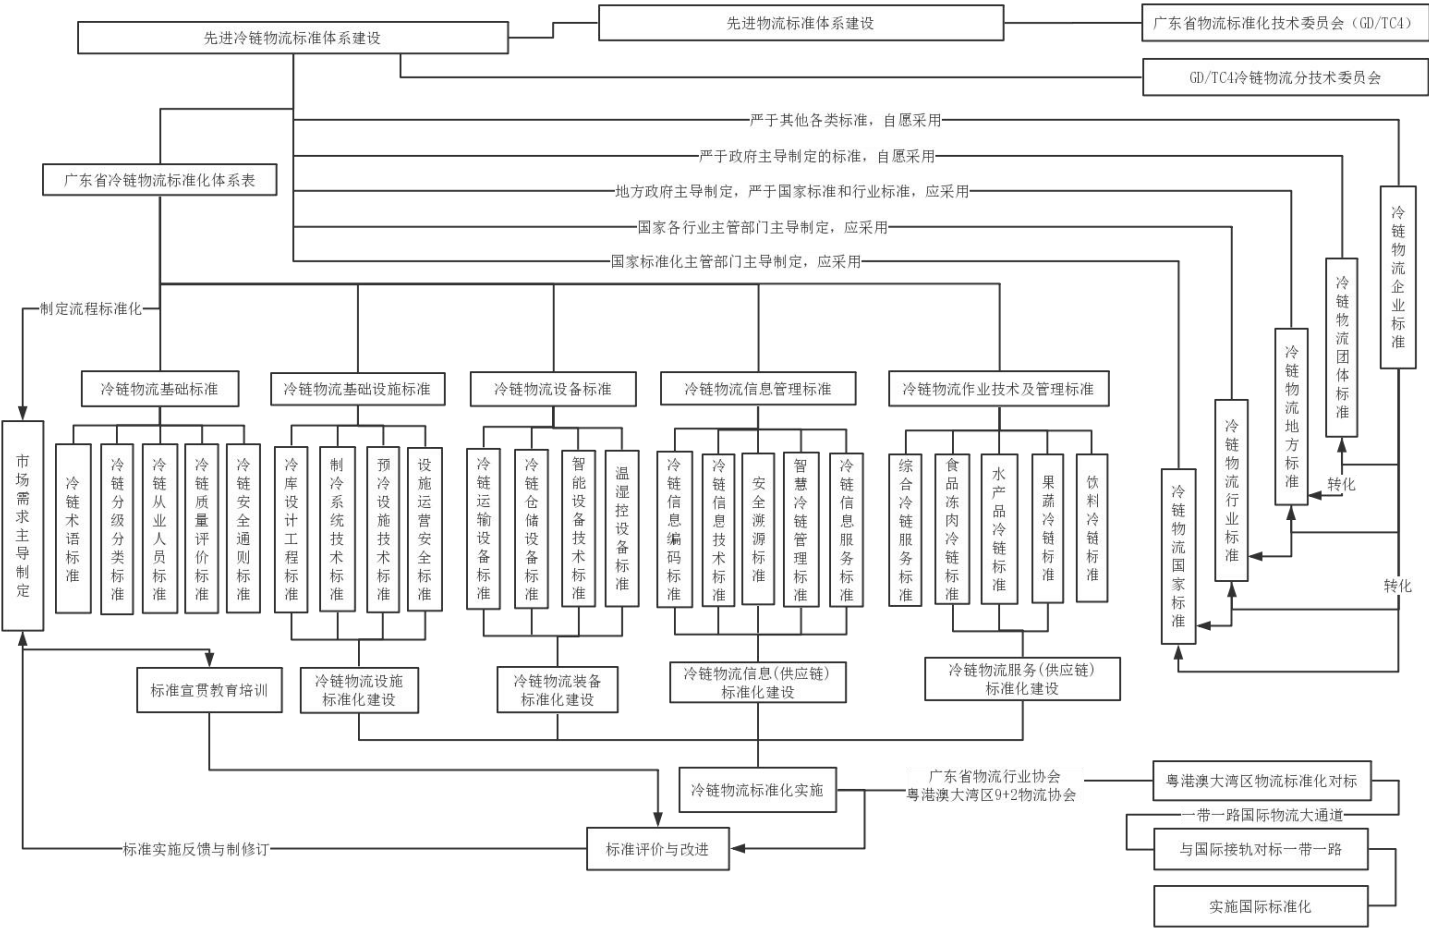 先进冷链物流标准体系建设
先进物流标准体系建设
广东省物流标准化技术委员会（GD/TC4）
GD/TC4冷链物流分技术委员会
严于其他各类标准，自愿采用
严于政府主导制定的标准，自愿采用
广东省冷链物流标准化体系表
地方政府主导制定，严于国家标准和行业标准，应采用
国家各行业主管部门主导制定，应采用
国家标准化主管部门主导制定，应采用
冷链物流企业标准
冷链物流团体标准
冷链物流地方标准
冷链物流行业标准
冷链物流国家标准
转化
转化
制定流程标准化
冷链物流基础标准
冷链物流基础设施标准
冷链物流设备标准
冷链物流信息管理标准
冷链物流作业技术及管理标准
市场需求主导制定
冷链术语标准
冷链分级分类标准
冷链从业人员标准
冷链质量评价标准
冷链安全通则标准
冷库设计工程标准
制冷系统技术标准
预冷设施技术标准
设施运营安全标准
冷链运输设备标准
冷链仓储设备标准
智能设备技术标准
温湿控设备标准
冷链信息编码标准
冷链信息技术标准
安全溯源标准
智慧冷链管理标准
冷链信息服务标准
综合冷链服务标准
食品冻肉冷链标准
水产品冷链标准
果蔬冷链标准
饮料冷链标准
标准宣贯教育培训
冷链物流设施
标准化建设
冷链物流装备
标准化建设
冷链物流信息(供应链)
标准化建设
冷链物流服务(供应链)
标准化建设
冷链物流标准化实施
广东省物流行业协会
粤港澳大湾区9+2物流协会
粤港澳大湾区物流标准化对标
一带一路国际物流大通道
标准实施反馈与制修订
标准评价与改进
与国际接轨对标一带一路
实施国际标准化